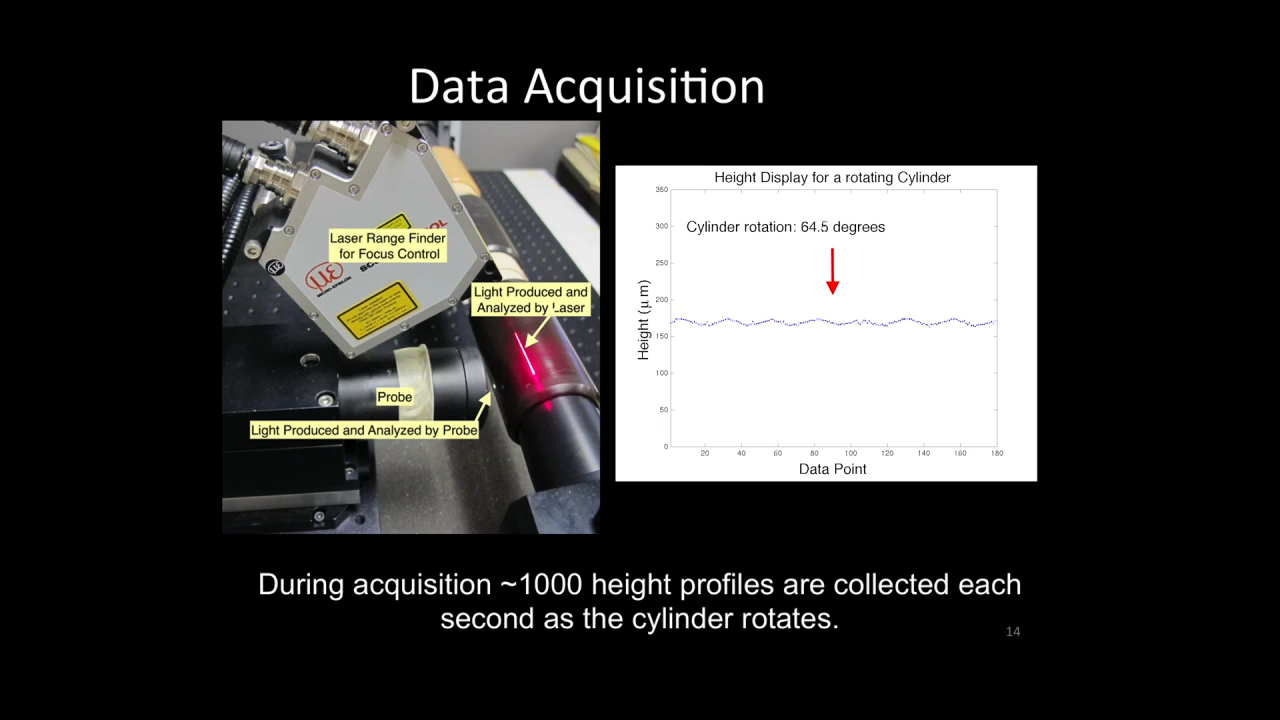 Data Acquisition
Laser Range Finder
for Focus Control
Light Produced and
Analyzed by Laser
Probe
Light Produced and Analyzed by Probe
Height Display for a rotating Cylinder
Cylinder rotation: 64.5 degrees
Height (μ m)
350
300
250
200
150
100
50
0
20 40 60 80 100 120 140 160 180
Data Point
During acquisition ~1000 height profiles are collected each
second as the cylinder rotates.
14